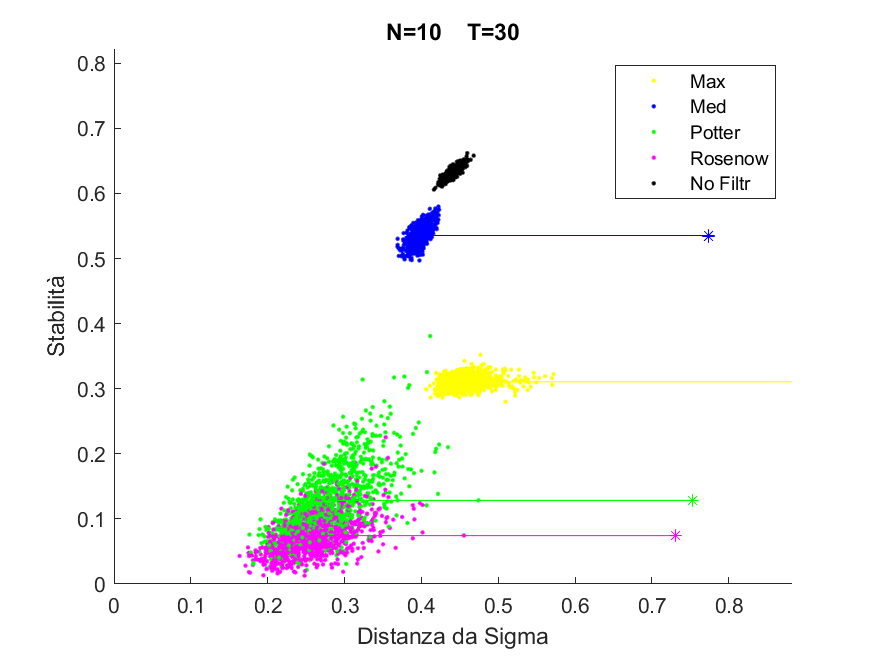 N=10 T=30
Max
Med
Potter
Rosenow
No Filtr
Stabilità
0.8
0.7
0.6
0.5
0.4
0.3
0.2
0.1
0
0 0.1 0.2 0.3 0.4 0.5 0.6 0.7 0.8
Distanza da Sigma